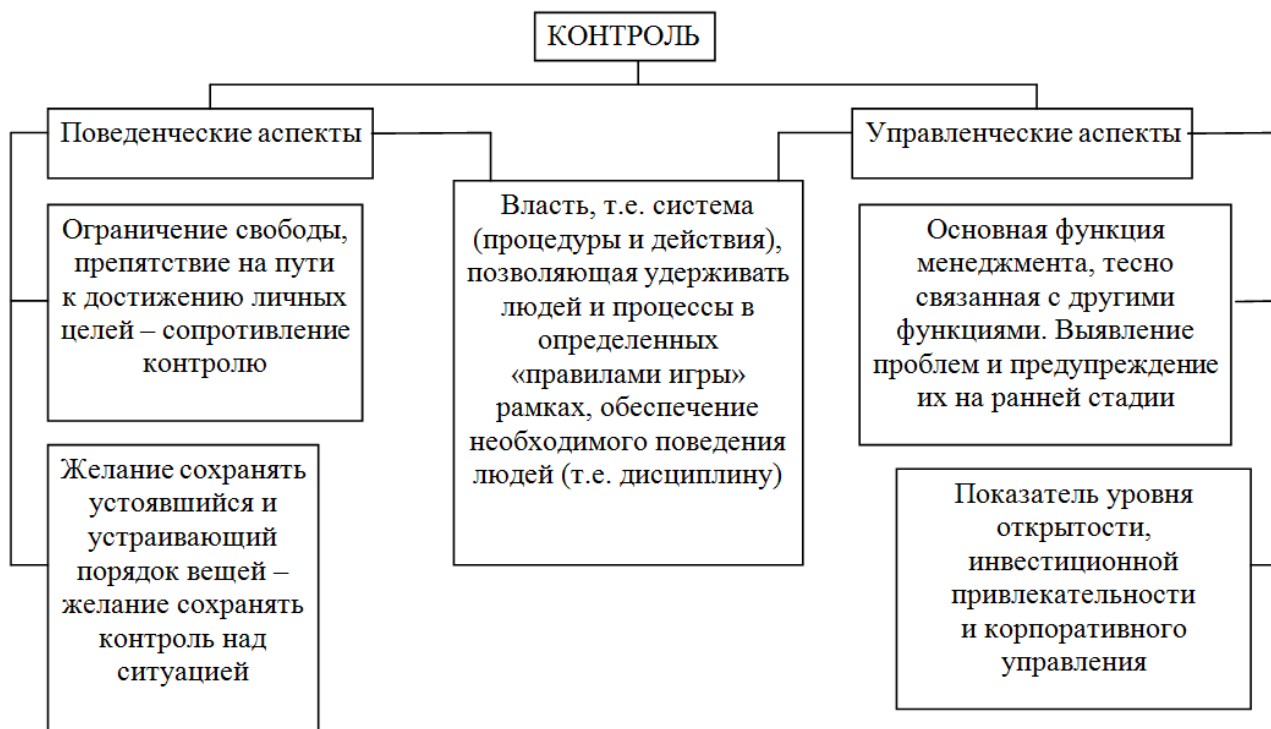 КОНТРОЛЬ
Поведенческие аспекты
Управленческие аспекты
Ограничение свободы,
препятствие на пути
к достижению личных
целей – сопротивление
контролю
Желание сохранять
устоявшийся и
устраивающий
порядок вещей –
желание сохранять
контроль над
ситуацией
Власть, т.е. система
(процедуры и действия),
позволяющая удерживать
людей и процессы в
определенных
«правилами игры»
рамках, обеспечение
необходимого поведения
людей (т.е. дисциплину)
Основная функция
менеджмента, тесно
связанная с другими
функциями. Выявление
проблем и предупреждение
их на ранней стадии
Показатель уровня
открытости,
инвестиционной
привлекательности
и корпоративного
управления